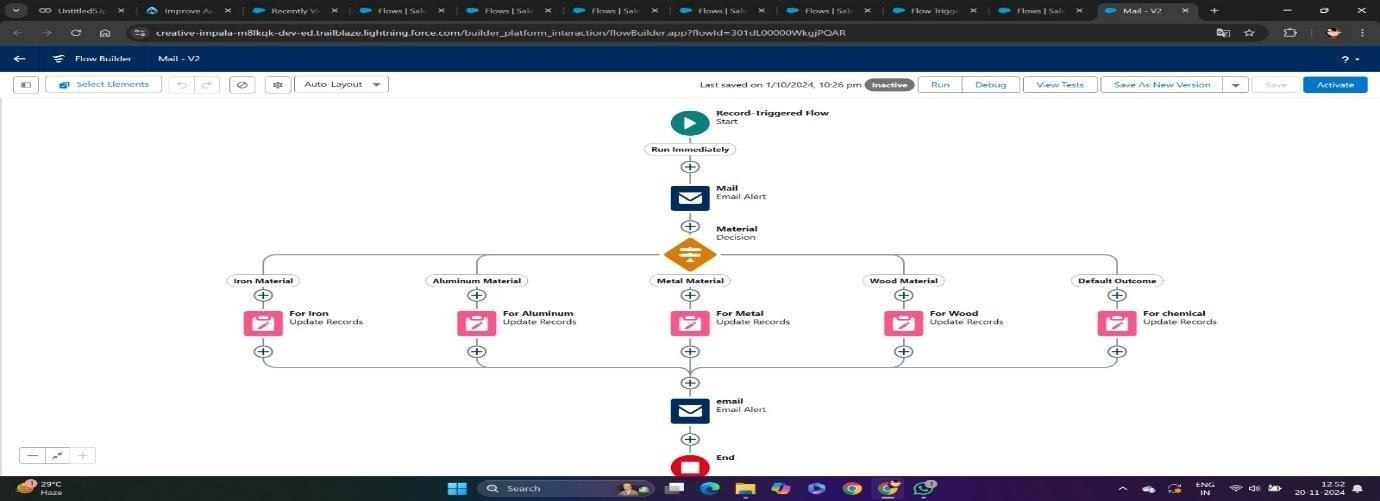 Untitled5.ip
Improve Ap
Recently Vi
Flows | Sale
Flows | Sale
Flows | Sale
Flows | Sale
Flows | Sale
Flow Trigge
Flows | Sale
Mail - V2
creative-impala-m8lkqk-dev-ed.trailblaze.lightning.force.com/builder_platform_interaction/flowBuilder.app?flowId=301dL00000WkgjPQAR
Flow Builder Mail - V2 ?
Select Elements Auto-Layout Last saved on 1/10/2024, 10:26 pm Inactive Run Debug View Tests Save As New Version Save Activate
Record-Triggered Flow
Start
Run Immediately
Mail
Email Alert
Material
Decision
Iron Material Aluminum Material Metal Material Wood Material Default Outcome
For Iron
Update Records
For Aluminum
Update Records
For Metal
Update Records
For Wood
Update Records
For chemical
Update Records
email
Email Alert
End
1
29°C
Haze
Search
1
ENG
IN
12:52
20-11-2024